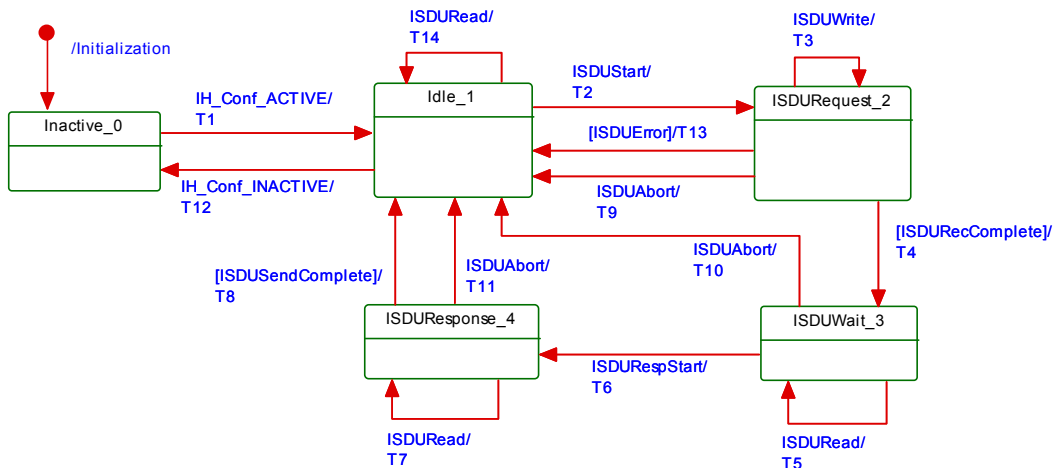 ISDURead/
T14
ISDUWrite/
T3
/Initialization
ISDUStart/
T2
Idle_1
ISDURequest_2
IH_Conf_ACTIVE/
T1
Inactive_0
[ISDUError]/T13
IH_Conf_INACTIVE/
T12
ISDUAbort/
T9
[ISDURecComplete]/
T4
ISDUAbort/
T10
ISDUAbort/
T11
[ISDUSendComplete]/
T8
ISDUResponse_4
ISDUWait_3
ISDURespStart/
T6
ISDURead/
T7
ISDURead/
T5